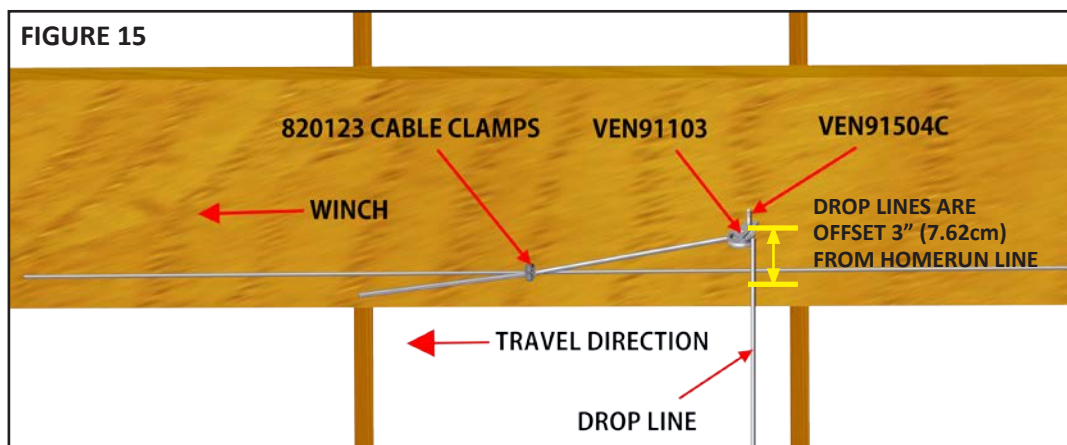 FIGURE 15
820123 CABLE CLAMPS
VEN91103
VEN91504C
WINCH
DROP LINES ARE
OFFSET 3” (7.62cm)
FROM HOMERUN LINE
TRAVEL DIRECTION
DROP LINE